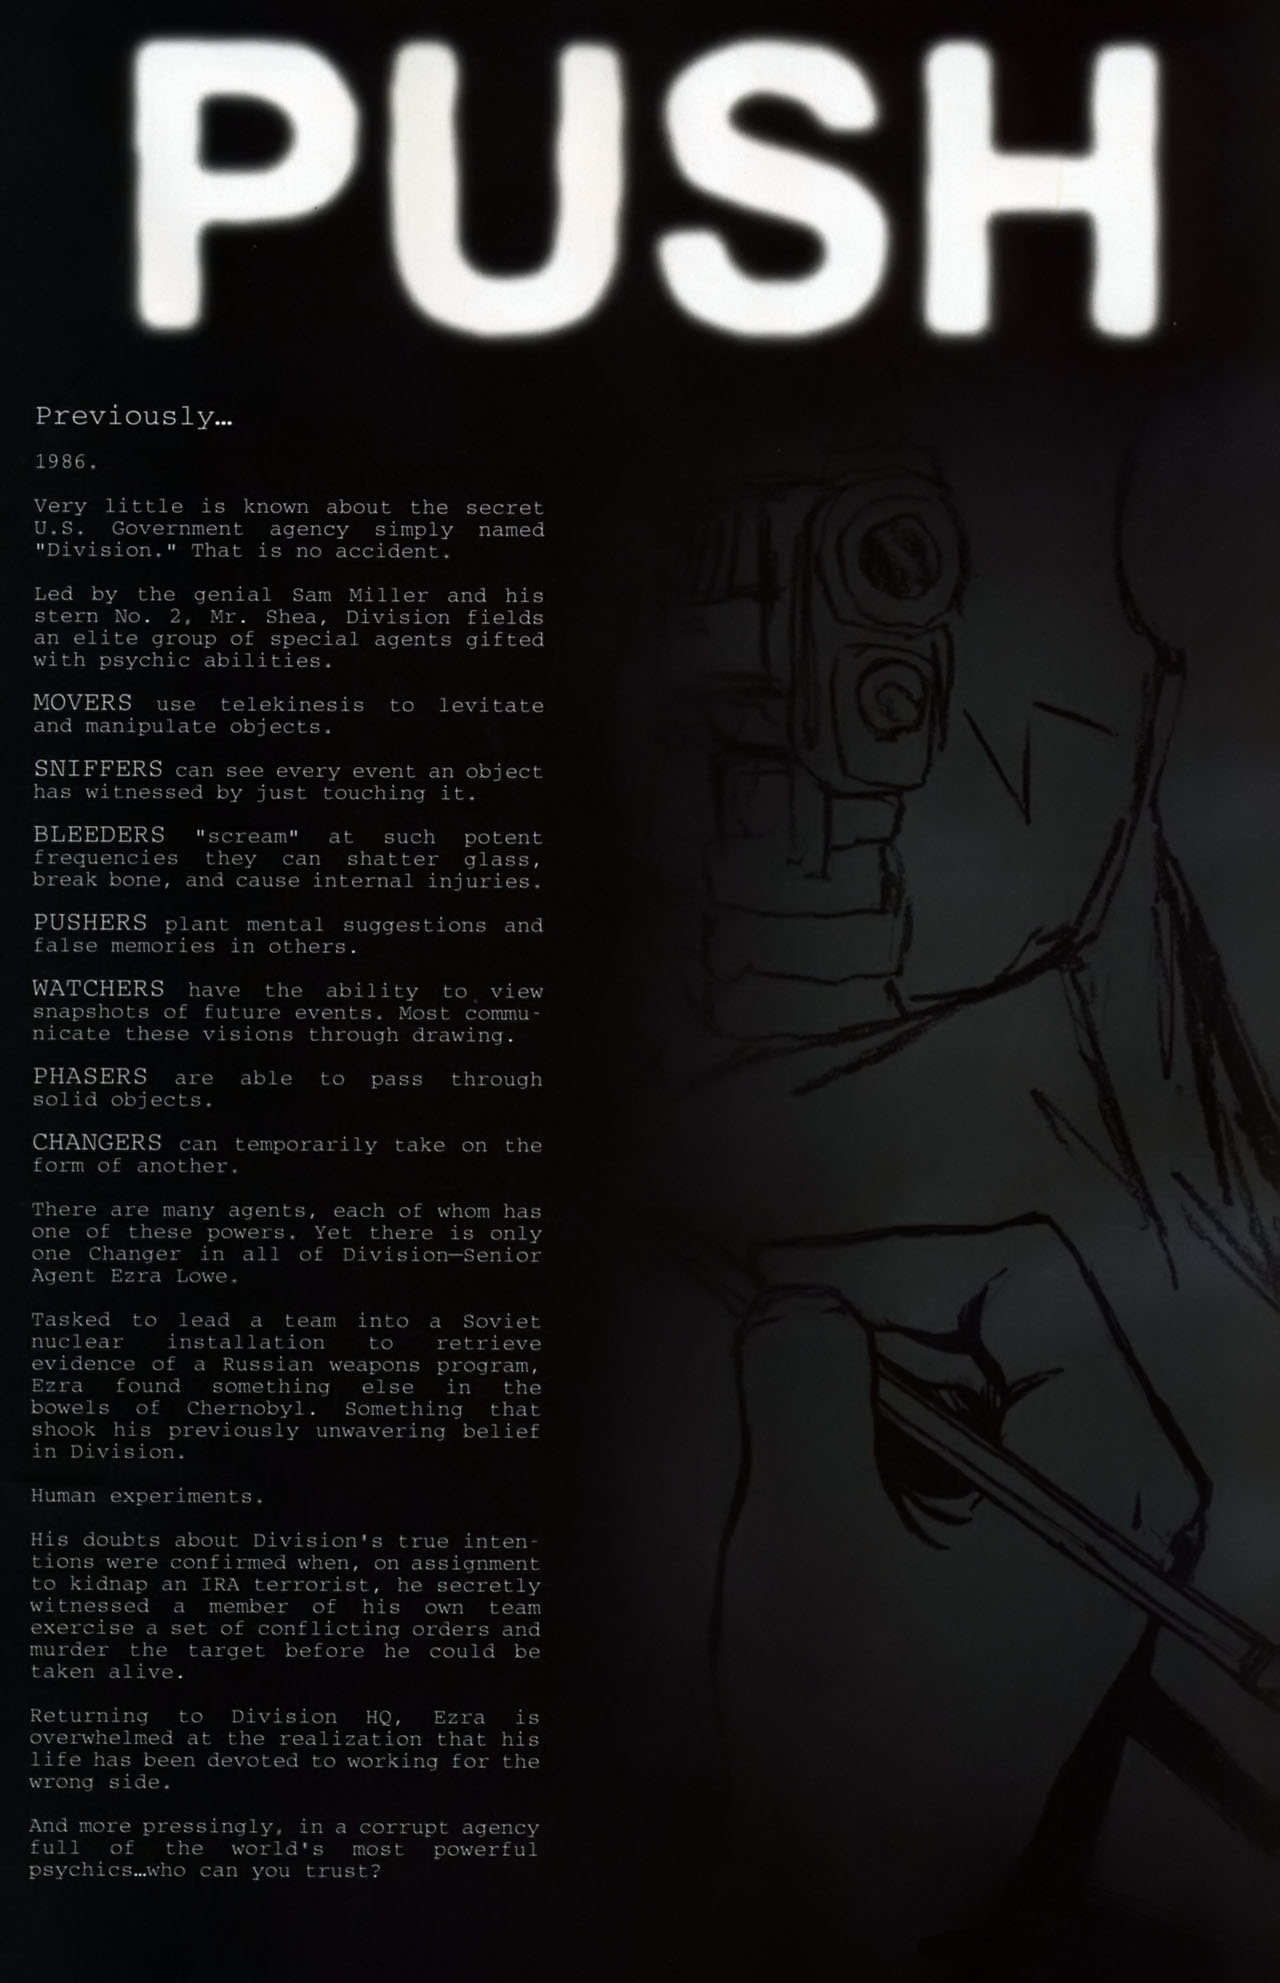 PUSH
Previously…
1986.
Very little is known about the secret
U.S. Government agency simply named
"Division." That is no accident.
Led by the genial Sam Miller and his
stern No. 2, Mr. Shea, Division fields
an elite group of special agents gifted
with psychic abilities.
MOVERS use telekinesis to levitate
and manipulate objects.
SNIFFERS can see every event an object
has witnessed by just touching it.
BLEEDERS "scream" at such potent
frequencies they can shatter glass,
break bone, and cause internal injuries.
PUSHERS plant mental suggestions and
false memories in others.
WATCHERS have the ability to view
snapshots of future events. Most commu-
nicate these visions through drawing.
PHASERS are able to pass through
solid objects.
CHANGERS can temporarily take on the
form of another.
There are many agents, each of whom has
one of these powers. Yet there is only
one Changer in all of Division—Senior
Agent Ezra Lowe.
Tasked to lead a team into a Soviet
nuclear installation to retrieve
evidence of a Russian weapons program,
Ezra found something else in the
bowels of Chernobyl. Something that
shook his previously unwavering belief
in Division.
Human experiments.
His doubts about Division's true inten-
tions were confirmed when, on assignment
to kidnap an IRA terrorist, he secretly
witnessed a member of his own team
exercise a set of conflicting orders and
murder the target before he could be
taken alive.
Returning to Division HQ, Ezra is
overwhelmed at the realization that his
life has been devoted to working for the
wrong side.
And more pressingly, in a corrupt agency
full of the world's most powerful
psychics…who can you trust?